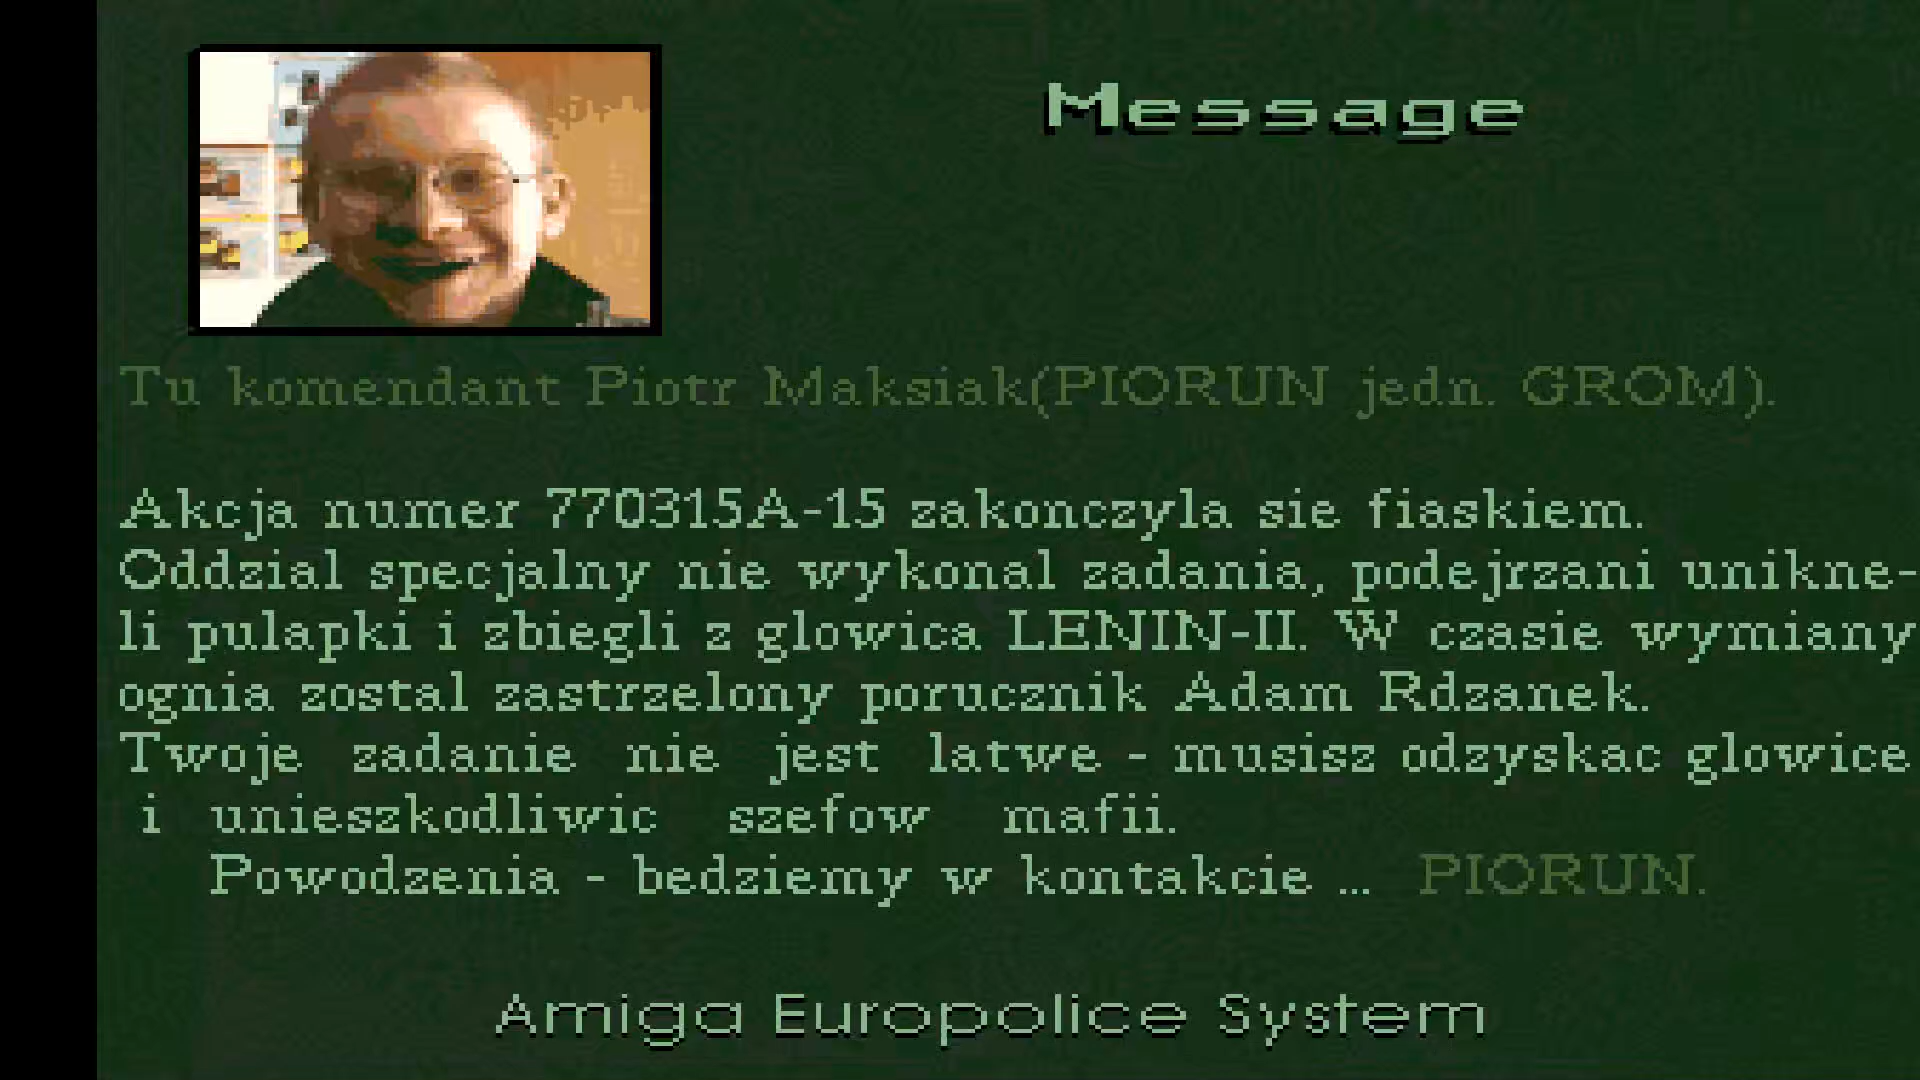 Message
Tu komendant Piotr Maksiak(PIORUN jedn. GROM).
Akcja numer 770315A-15 zakonczyla sie fiaskiem.
Oddzial specjalny nie wykonal zadania, podejrzani unikne-
li pulapki i zbiegli z glowica LENIN-II. W czasie wymiany
ognia zostal zastrzelony porucznik Adam Rdzanek.
Twoje zadanie nie jest latwe - musisz odzyskac glowice
i unieszkodliwic szefow mafii.
Powodzenia - bedziemy w kontakcie ... PIORUN.
Amiga Europolice System